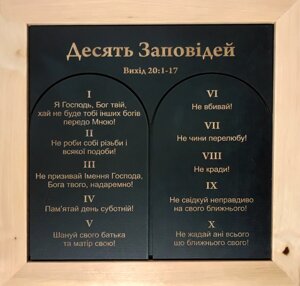 Десять Заповідей
Вихід 20:1-17
I
Я Господь, Бог твій,
хай не буде тобі інших богів
передо Мною!
II
Не роби собі різьби і
всякої подоби!
III
Не призивай Імення Господа,
Бога твого, надаремно!
IV
Пам'ятай день суботній!
V
Шануй свого батька
та матір свою!
VI
Не вбивай!
VII
Не чини перелюбу!
VIII
Не кради!
IX
Не свідкуй неправдиво
на свого ближнього!
X
Не жадай ані всього
що ближнього свого!